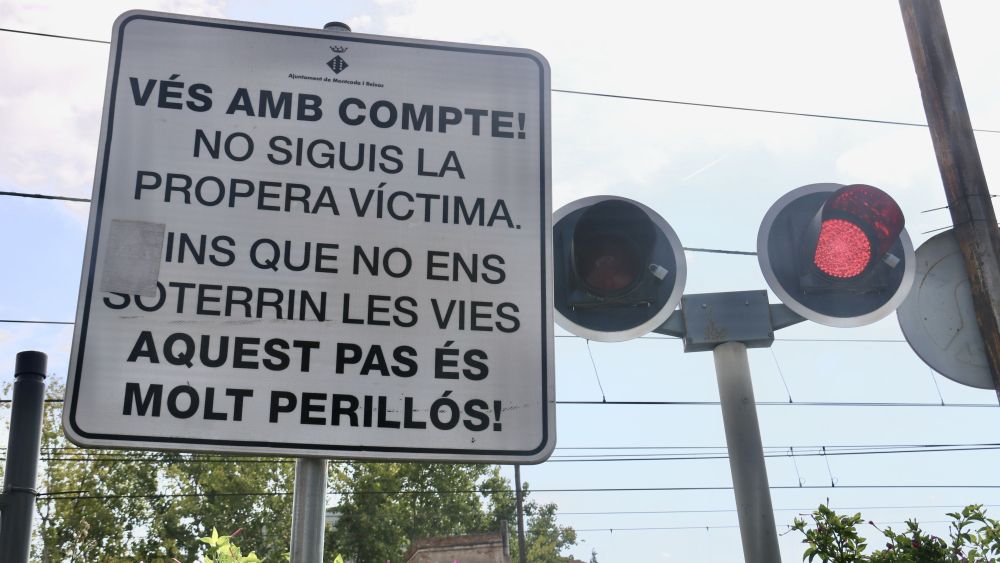 Ajuntament de Montcada i Reixac
VÉS AMB COMPTE!
NO SIGUIS LA
PROPERA VÍCTIMA.
INS QUE NO ENS
SOTERRIN LES VIES
AQUEST PAS ÉS
MOLT PERILLÓS!